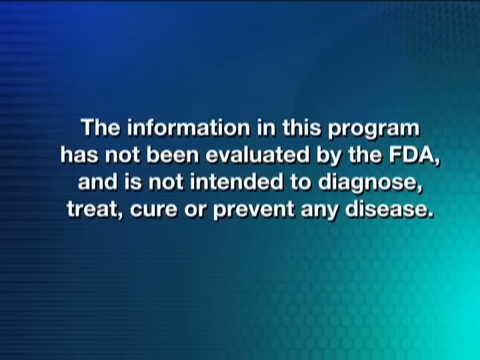 The information in this program
has not been evaluated by the FDA,
and is not intended to diagnose,
treat, cure or prevent any disease.